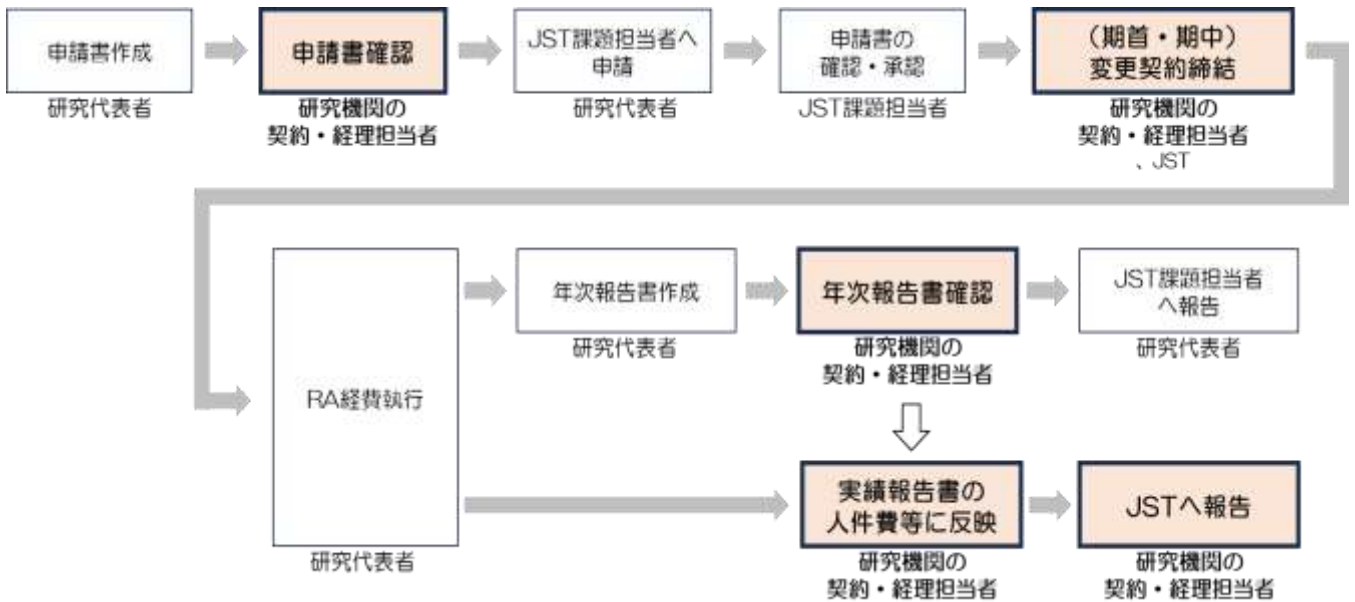 申請書作成
研究代表者
申請書確認
研究機関の
契約・経理担当者
JST課題担当者へ
申請
研究代表者
申請書の
確認・承認
JST課題担当者
（期首・期中）
変更契約締結
研究機関の
契約・経理担当者
、JST
RA経費執行
研究代表者
年次報告書作成
研究代表者
年次報告書確認
研究機関の
契約・経理担当者
JST課題担当者
へ報告
研究代表者
実績報告書の
人件費等に反映
研究機関の
契約・経理担当者
JSTへ報告
研究機関の
契約・経理担当者